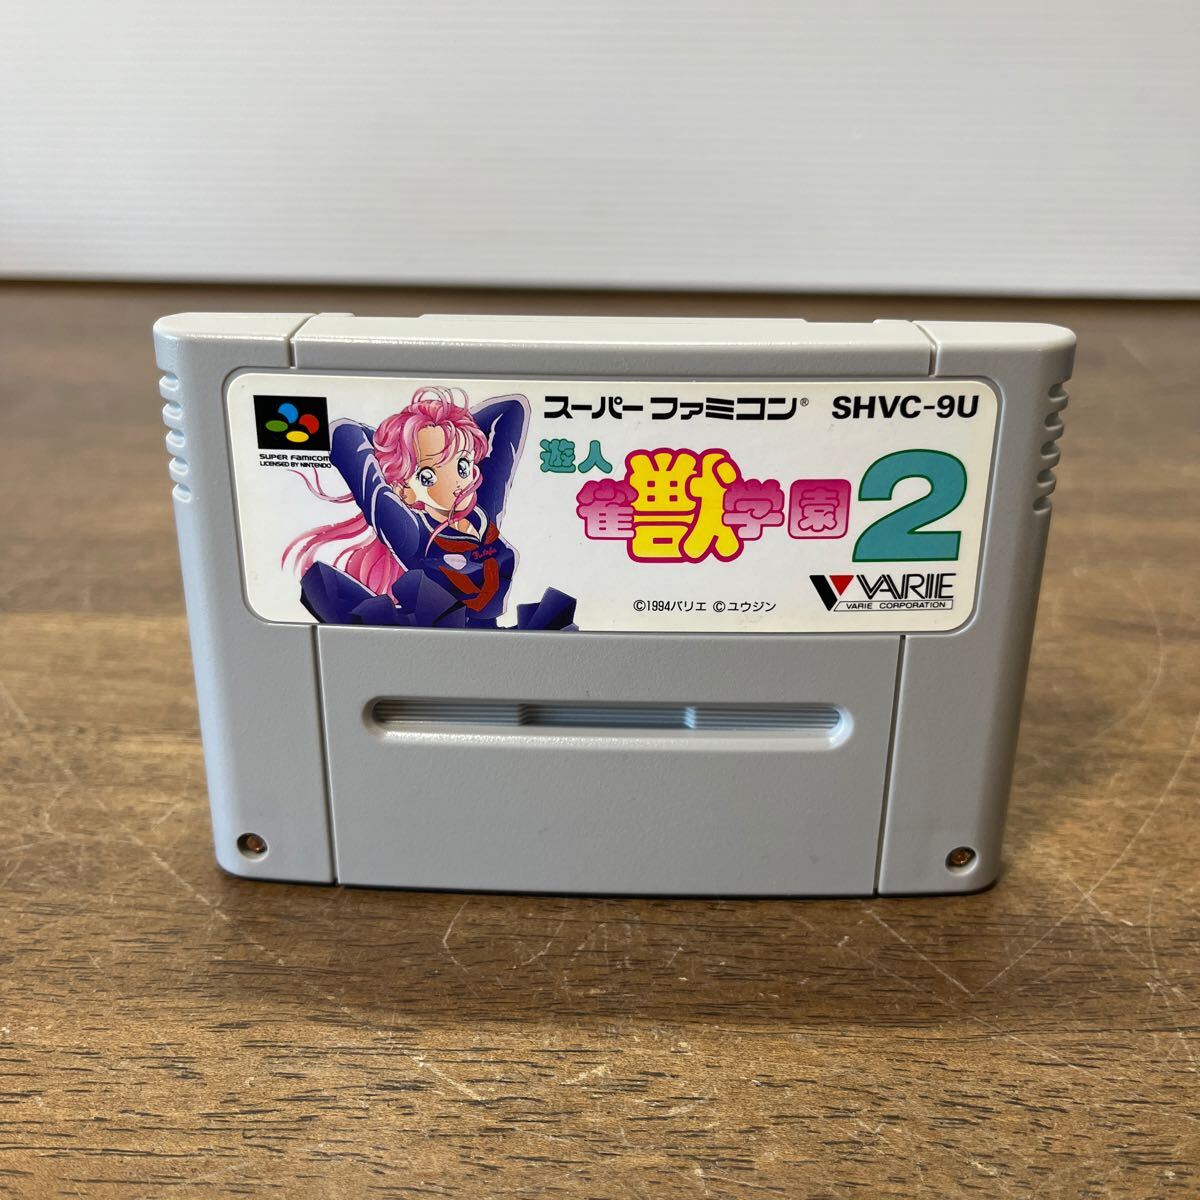 SUPER FAMICOM
LICENSED BY NINTENDO
スーパーファミコン® SHVC-9U
遊人
雀獣学園2
VARIE
VARIE CORPORATION
©1994バリエ ©ユウジン